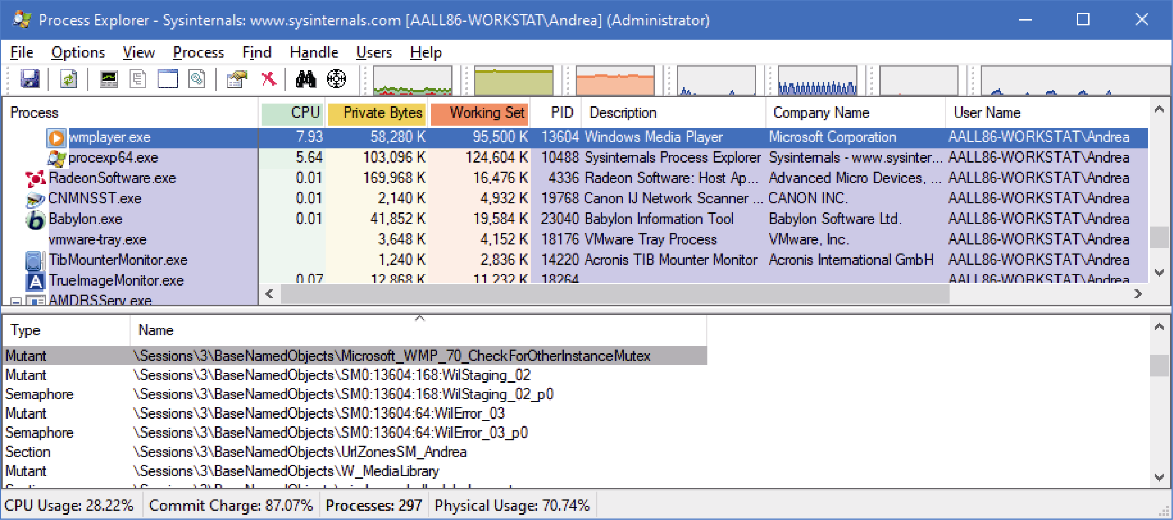 Process Explorer - Sysinternals: www.sysinternals.com [AALL86-WORKSTAT\Andrea] (Administrator)
File Options View Process Find Handle Users Help
Process CPU Private Bytes Working Set PID Description Company Name User Name
wmplayer.exe 7.93 58,280 K 95,500 K 13604 Windows Media Player Microsoft Corporation AALL86-WORKSTAT\Andrea
procexp64.exe 5.64 103,096 K 124,604 K 10488 Sysinternals Process Explorer Sysinternals - www.sysinter... AALL86-WORKSTAT\Andrea
RadeonSoftware.exe 0.01 169,968 K 16,476 K 4336 Radeon Software: Host Ap... Advanced Micro Devices, ... AALL86-WORKSTAT\Andrea
CNMNSST.exe 0.01 2,140 K 4,932 K 19768 Canon IJ Network Scanner ... CANON INC. AALL86-WORKSTAT\Andrea
Babylon.exe 0.01 41,852 K 19,584 K 23040 Babylon Information Tool Babylon Software Ltd. AALL86-WORKSTAT\Andrea
vmware-tray.exe 3,648 K 4,152 K 18176 VMware Tray Process VMware, Inc. AALL86-WORKSTAT\Andrea
TibMounterMonitor.exe 1,240 K 2,836 K 14220 Acronis TIB Mounter Monitor Acronis International GmbH AALL86-WORKSTAT\Andrea
TrueImageMonitor.exe 0.07 12,868 K 11,232 K 18264 AALL86-WORKSTAT\Andrea
AMDRSServ.exe
Type Name
Mutant \Sessions\3\BaseNamedObjects\Microsoft_WMP_70_CheckForOtherInstanceMutex
Mutant \Sessions\3\BaseNamedObjects\SM0:13604:168:WilStaging_02
Semaphore \Sessions\3\BaseNamedObjects\SM0:13604:168:WilStaging_02_p0
Mutant \Sessions\3\BaseNamedObjects\SM0:13604:64:WilError_03
Semaphore \Sessions\3\BaseNamedObjects\SM0:13604:64:WilError_03_p0
Section \Sessions\3\BaseNamedObjects\UrlZonesSM_Andrea
Mutant \Sessions\3\BaseNamedObjects\W_MediaLibrary
CPU Usage: 28.22% Commit Charge: 87.07% Processes: 297 Physical Usage: 70.74%